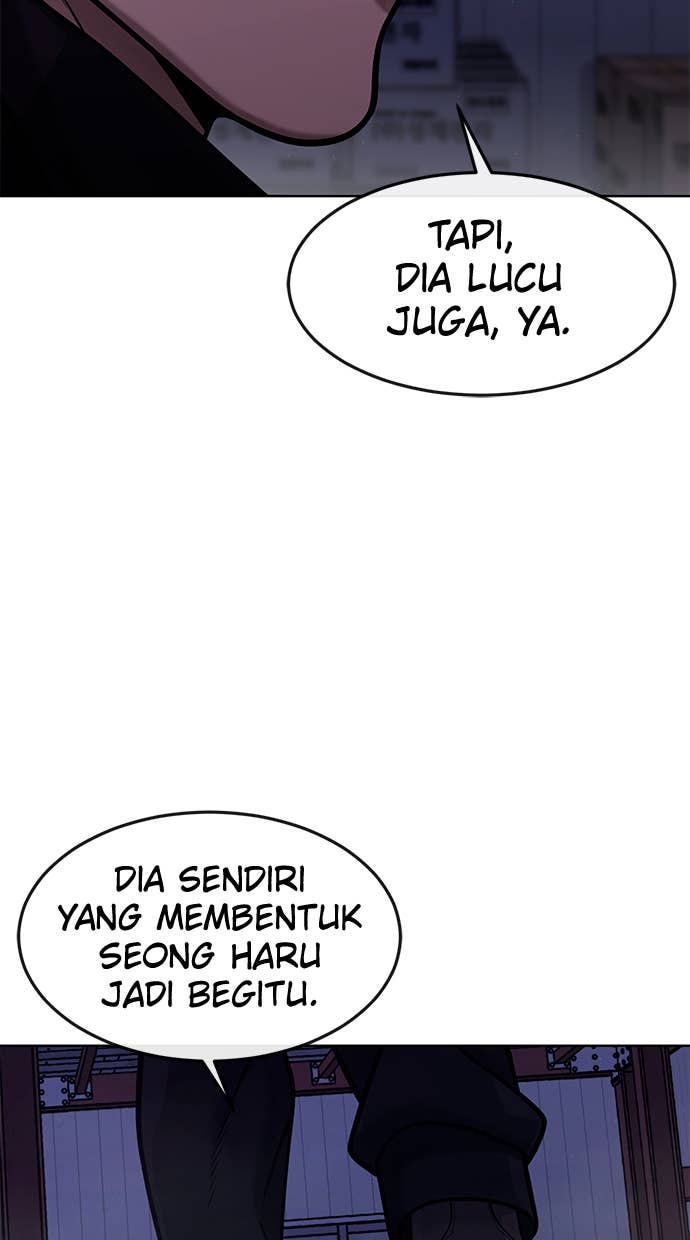 TAPI,
DIA LUCU
JUGA, YA.
DIA SENDIRI
YANG MEMBENTUK
SEONG HARU
JADI BEGITU.